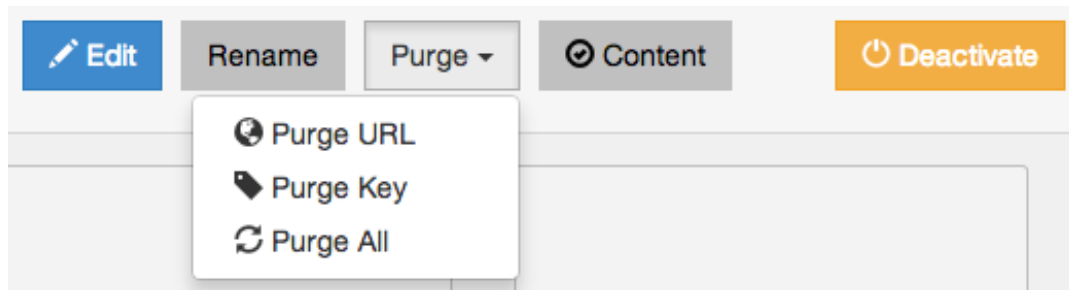 Edit Rename Purge Content Deactivate
Purge URL
Purge Key
Purge All